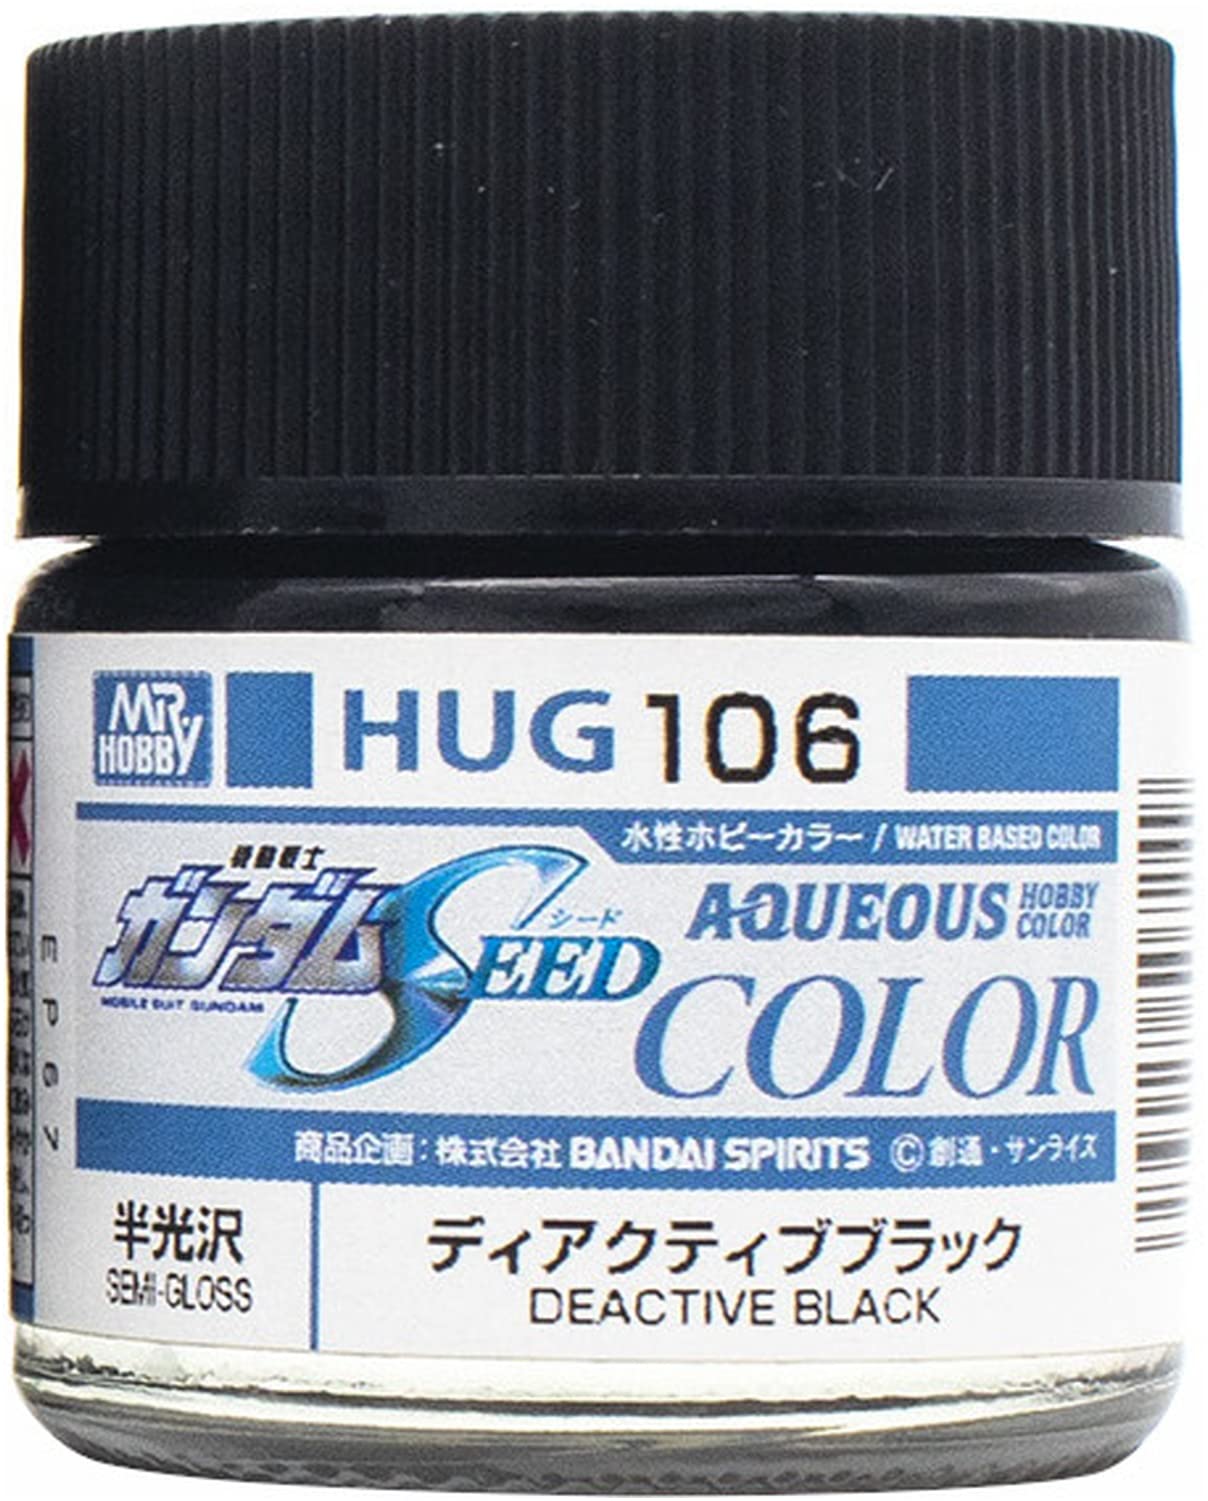 MR. HOBBY
HUG 106
水性ホビーカラー / WATER BASED COLOR
機動戦士
ガンダム SEED
シード
MOBILE SUIT GUNDAM
AQUEOUS HOBBY COLOR
COLOR
商品企画:株式会社 BANDAI SPIRITS ©創通・サンライズ
半光沢
SEMI-GLOSS
ディアクティブブラック
DEACTIVE BLACK
EP67